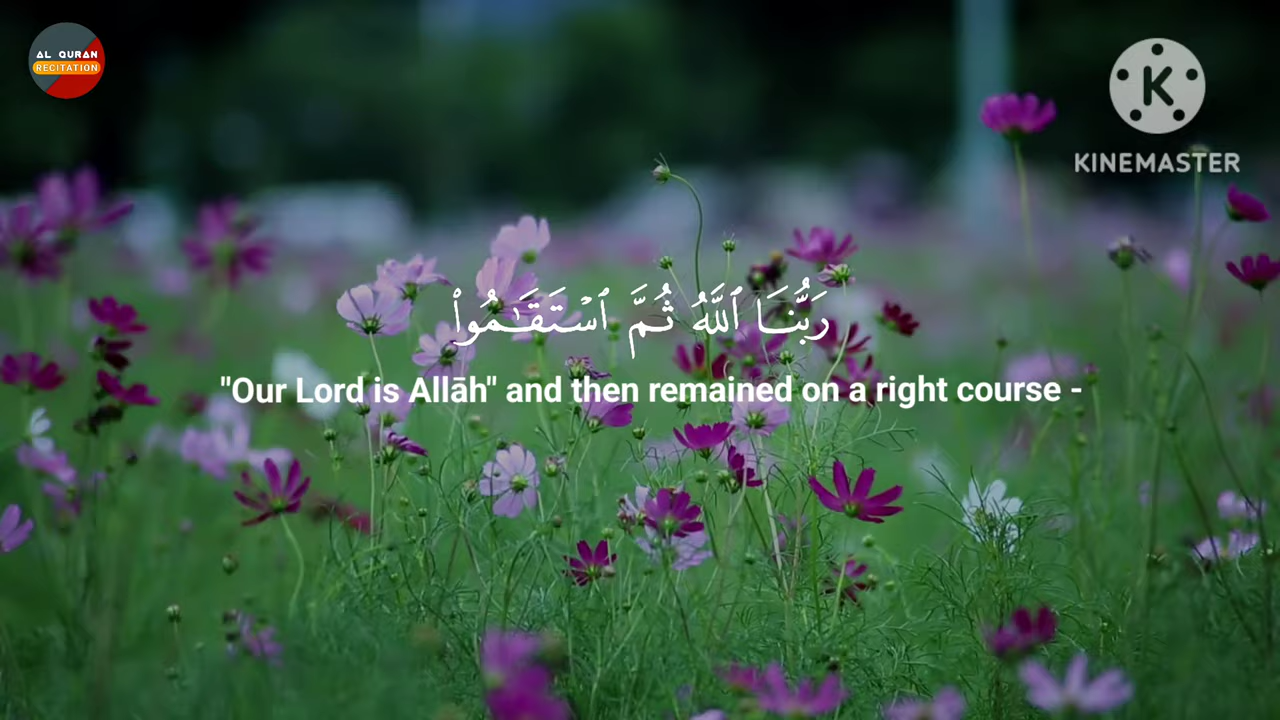 AL QURAN
RECITATION
K
KINEMASTER
رَبُّنَا ٱللَّهُ ثُمَّ ٱسْتَقَـٰمُوا۟
"Our Lord is Allāh" and then remained on a right course -